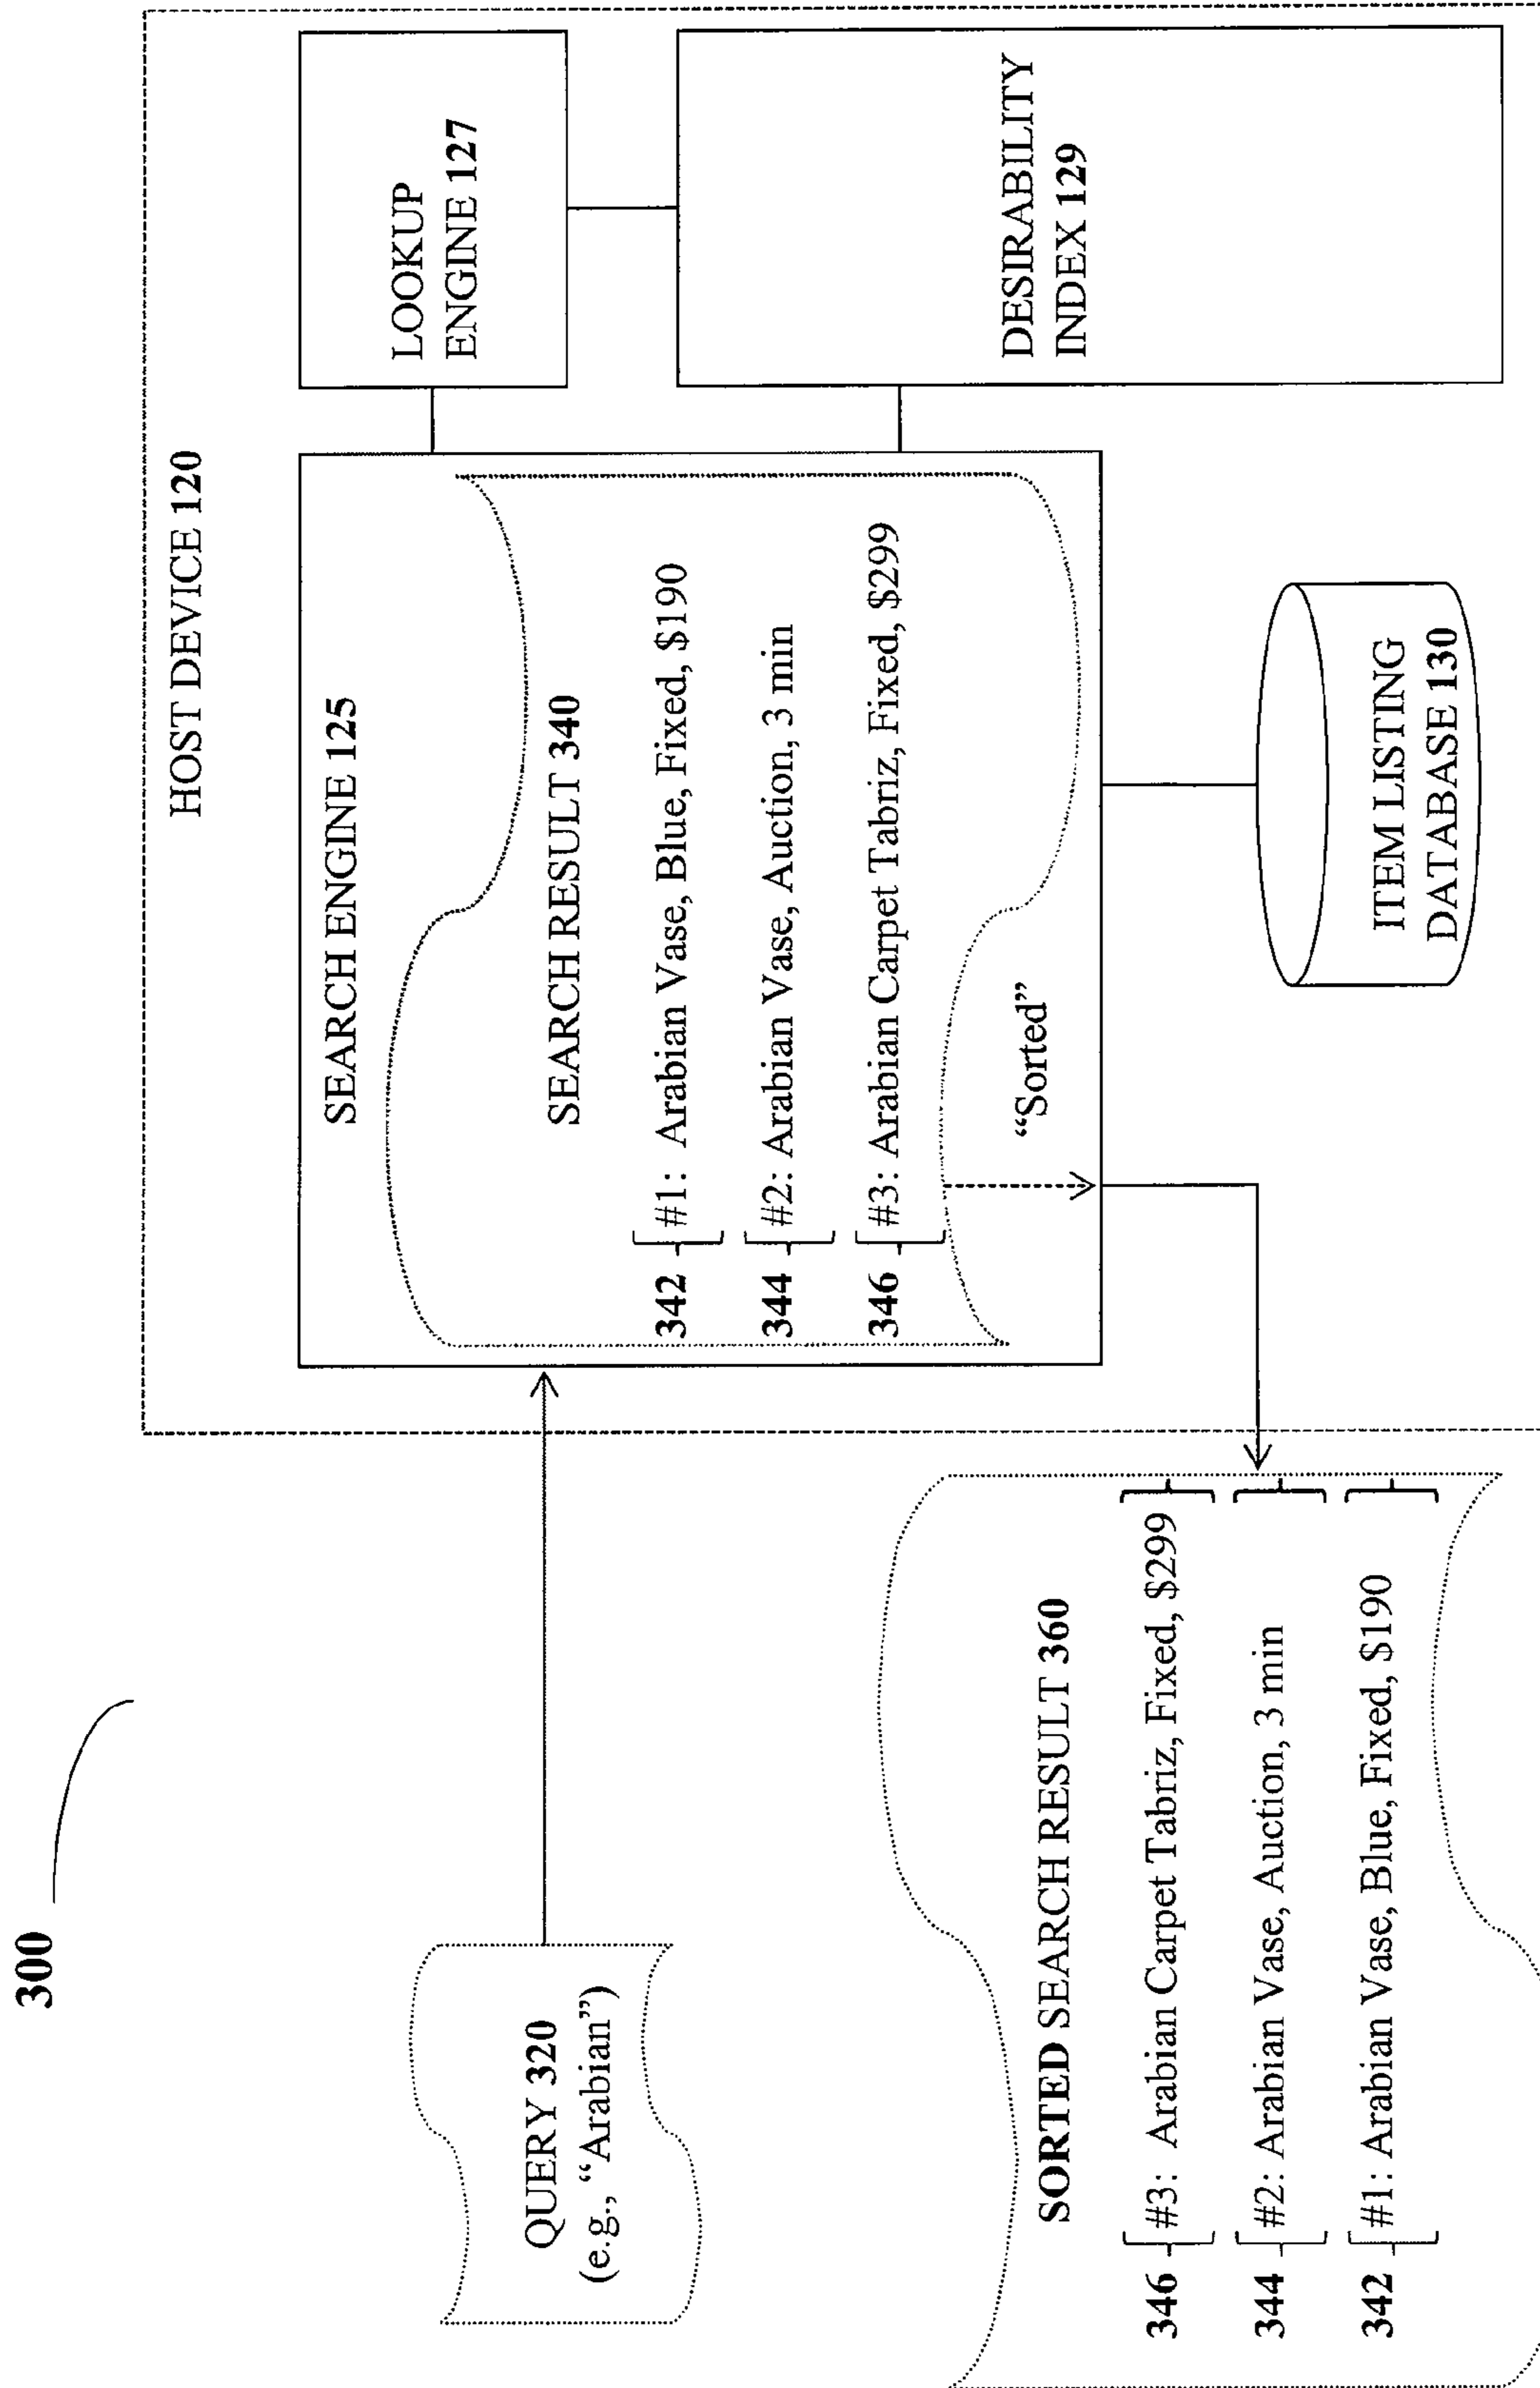 300
HOST DEVICE 120
QUERY 320
(e.g., “Arabian”)
SEARCH ENGINE 125
SEARCH RESULT 340
342 #1: Arabian Vase, Blue, Fixed, $190
344 #2: Arabian Vase, Auction, 3 min
346 #3: Arabian Carpet Tabriz, Fixed, $299
“Sorted”
LOOKUP
ENGINE 127
DESIRABILITY
INDEX 129
SORTED SEARCH RESULT 360
346 #3: Arabian Carpet Tabriz, Fixed, $299
344 #2: Arabian Vase, Auction, 3 min
342 #1: Arabian Vase, Blue, Fixed, $190
ITEM LISTING
DATABASE 130